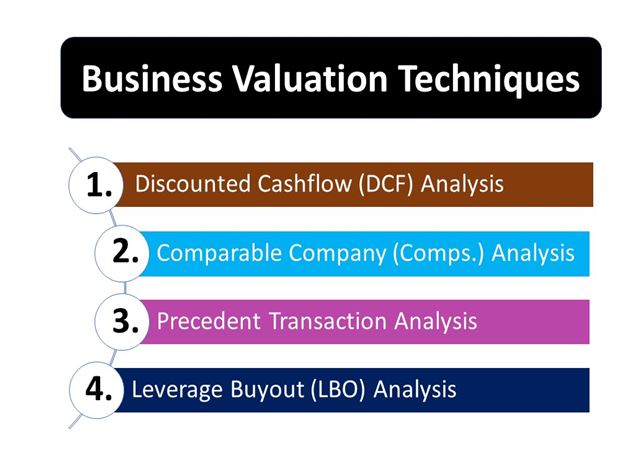 Business Valuation Techniques
1. Discounted Cashflow (DCF) Analysis
2. Comparable Company (Comps.) Analysis
3. Precedent Transaction Analysis
4. Leverage Buyout (LBO) Analysis